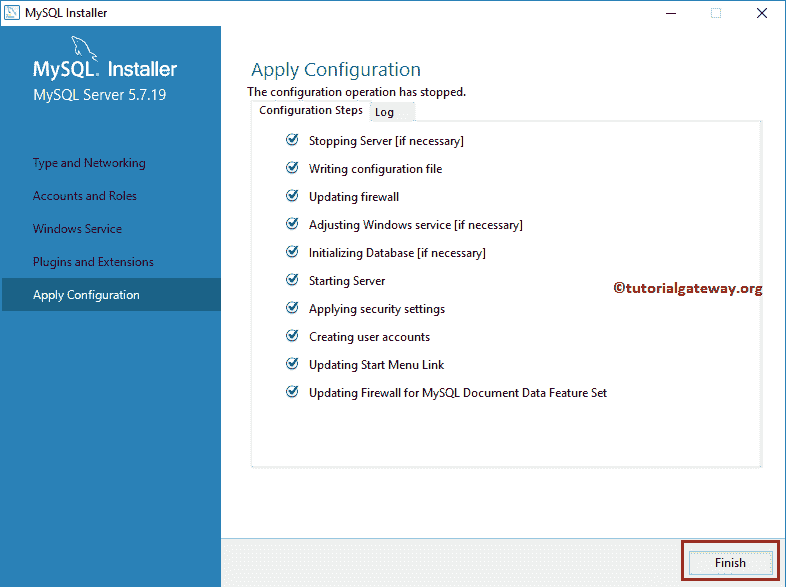 MySQL Installer
MySQL. Installer
MySQL Server 5.7.19
Type and Networking
Accounts and Roles
Windows Service
Plugins and Extensions
Apply Configuration
Apply Configuration
The configuration operation has stopped.
Configuration Steps Log
Stopping Server [if necessary]
Writing configuration file
Updating firewall
Adjusting Windows service [if necessary]
Initializing Database [if necessary]
Starting Server
Applying security settings
Creating user accounts
Updating Start Menu Link
Updating Firewall for MySQL Document Data Feature Set
©tutorialgateway.org
Finish